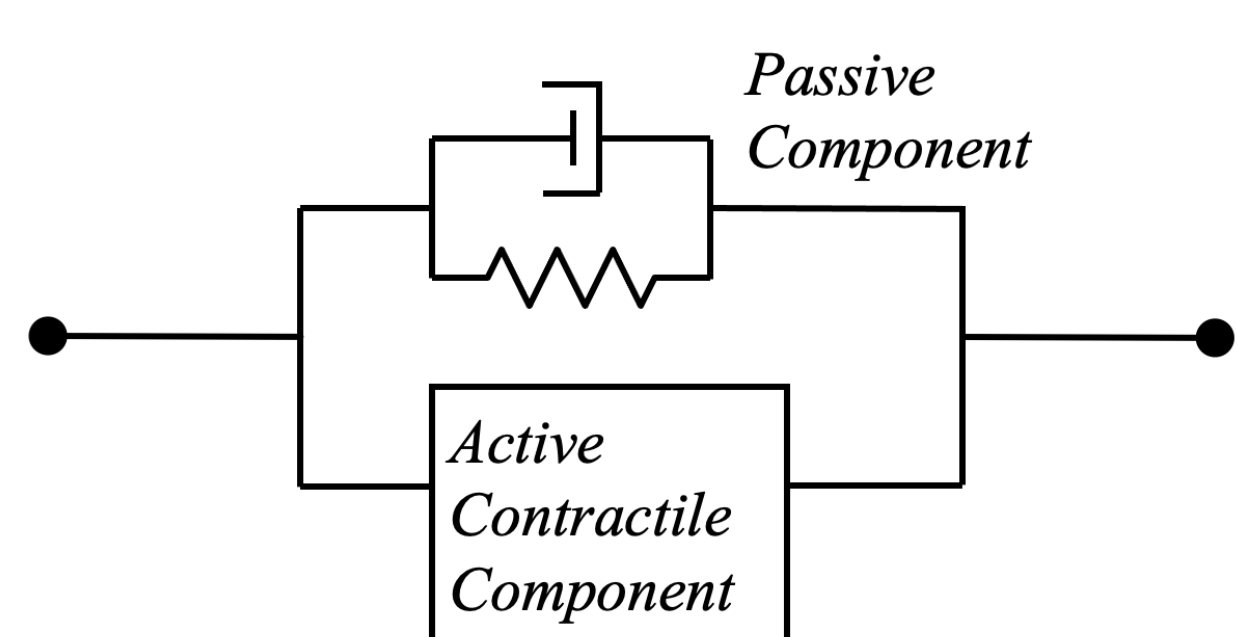 Passive
Component
Active
Contractile
Component